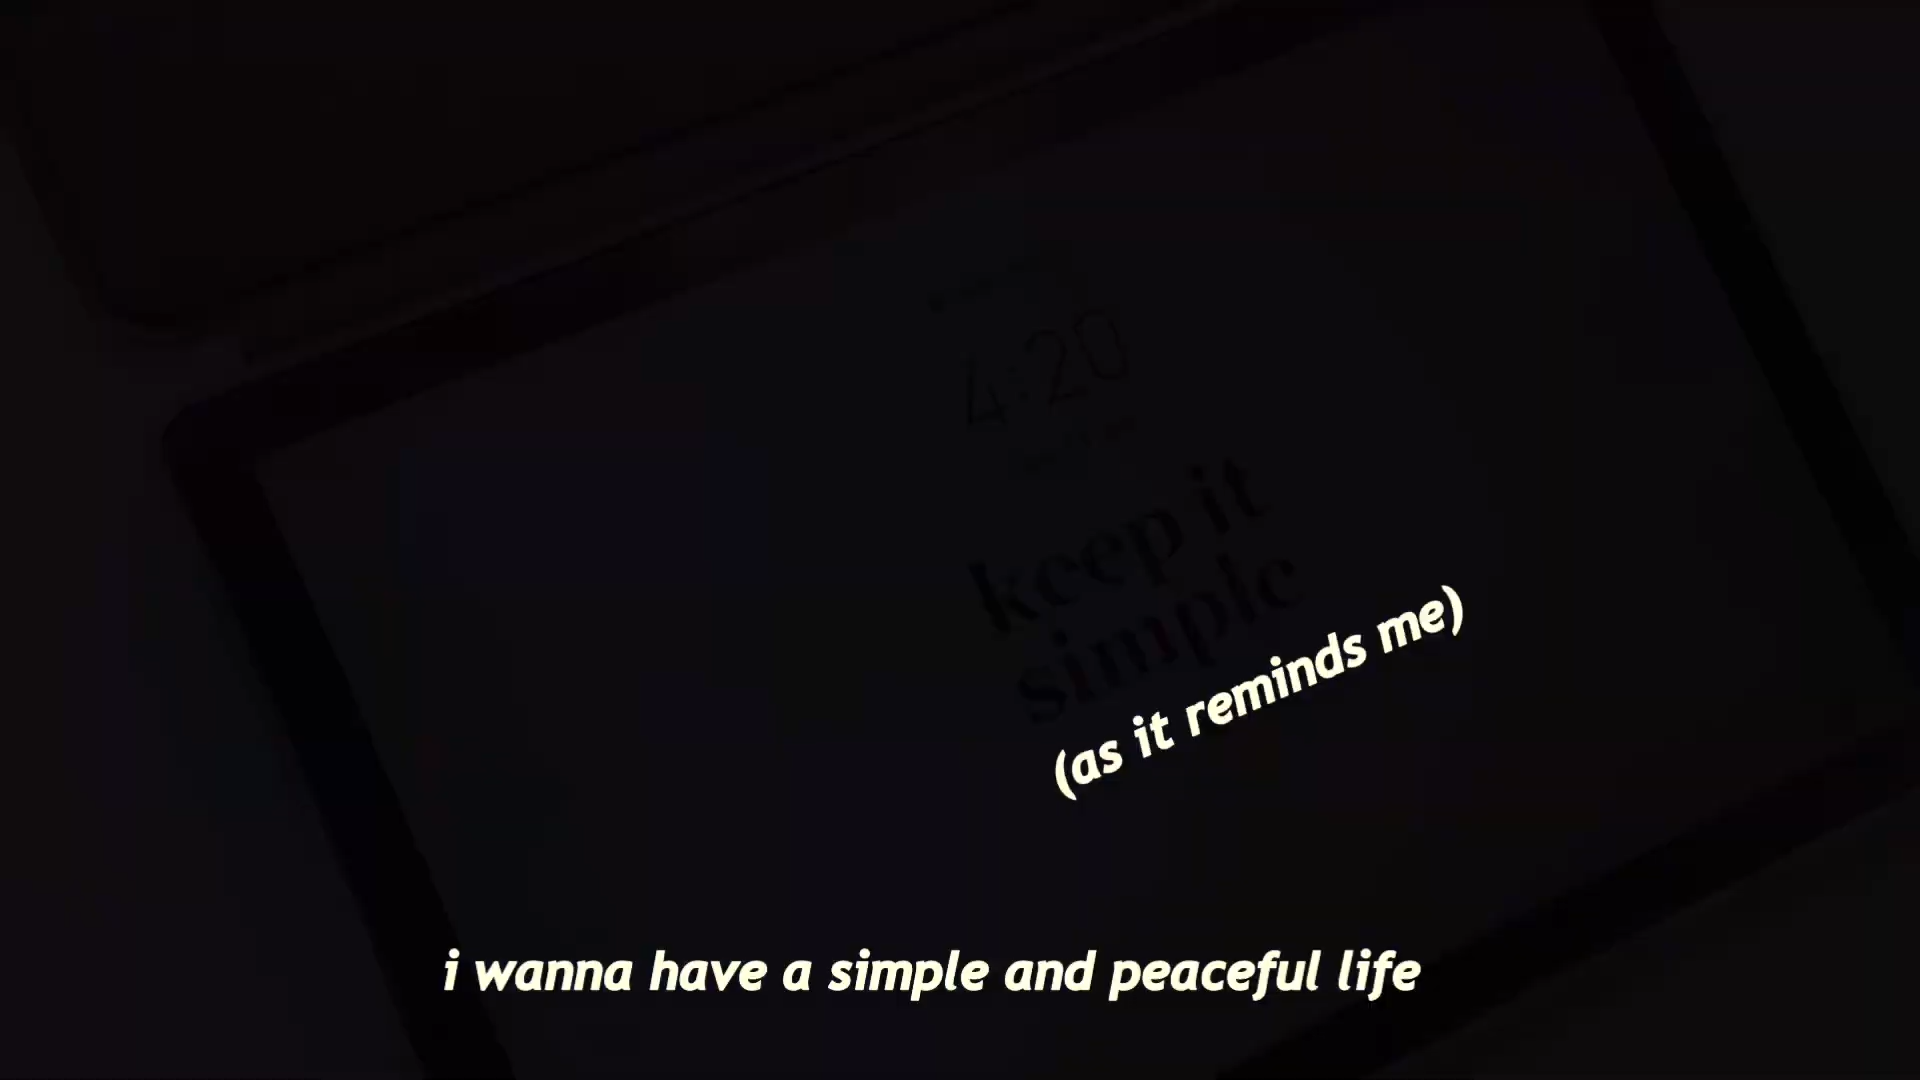 4:20
keep it
simple
(as it reminds me)
i wanna have a simple and peaceful life